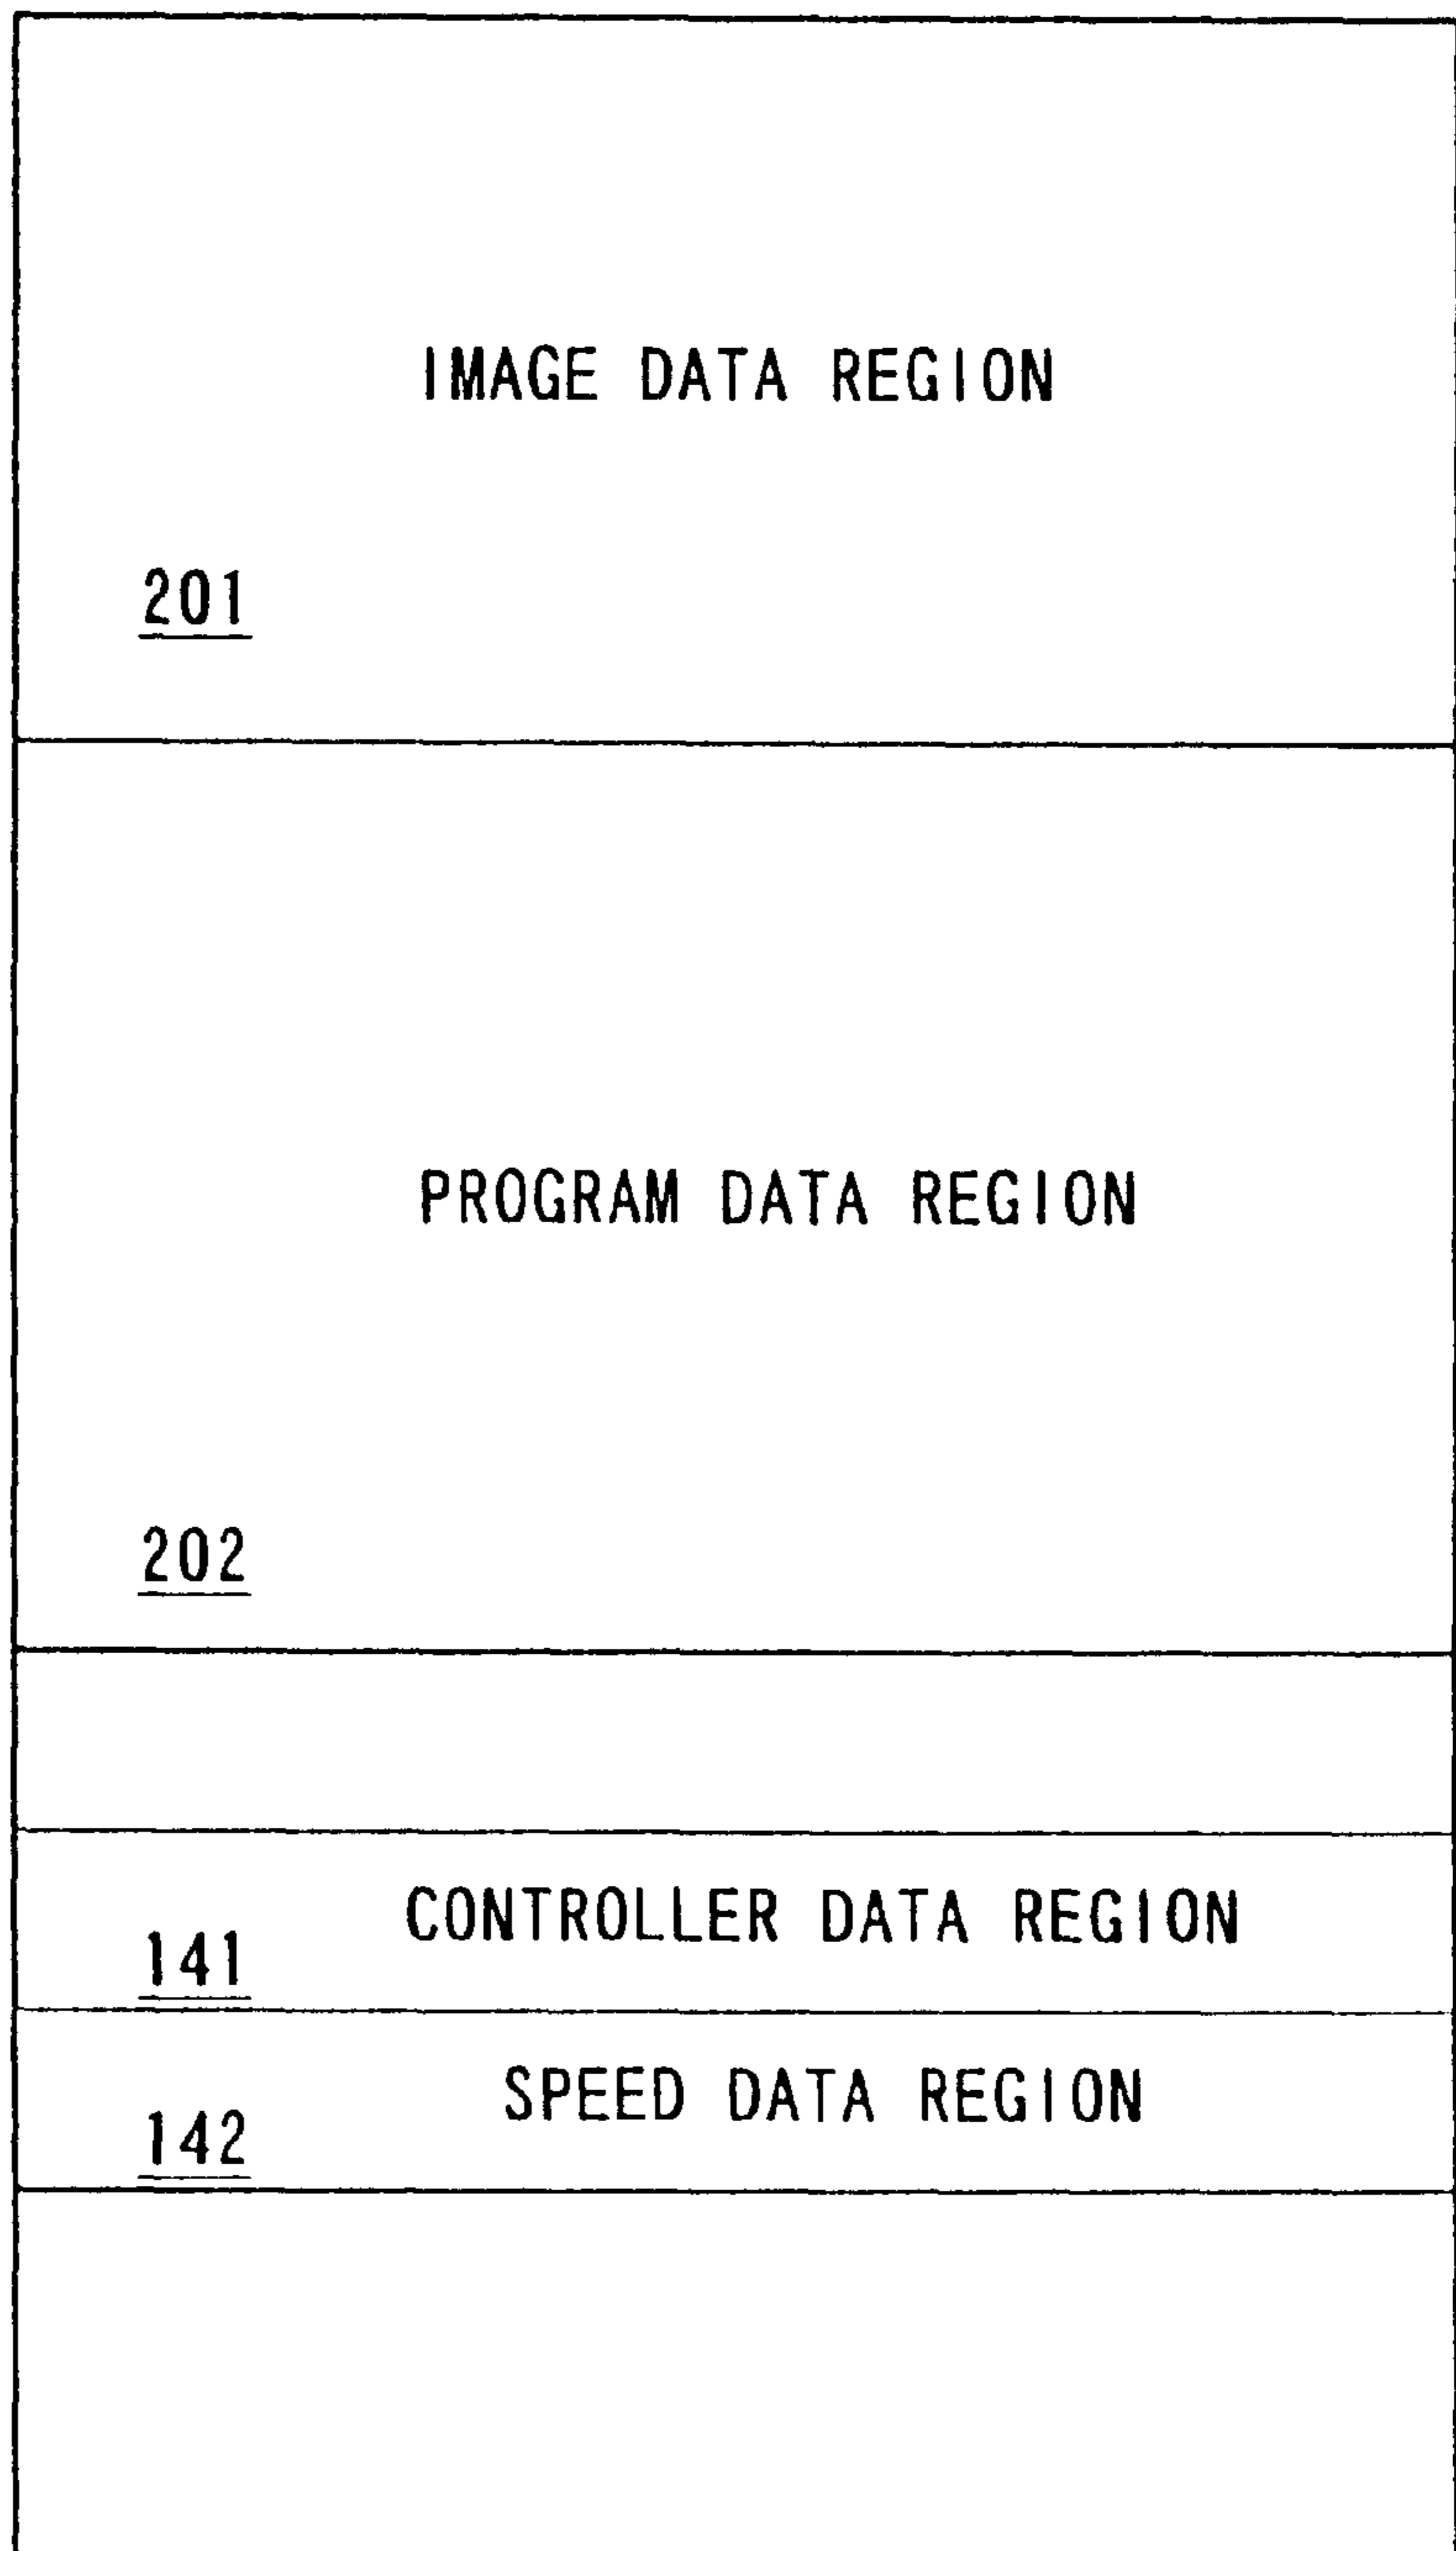 IMAGE DATA REGION
201
PROGRAM DATA REGION
202
CONTROLLER DATA REGION
141
SPEED DATA REGION
142